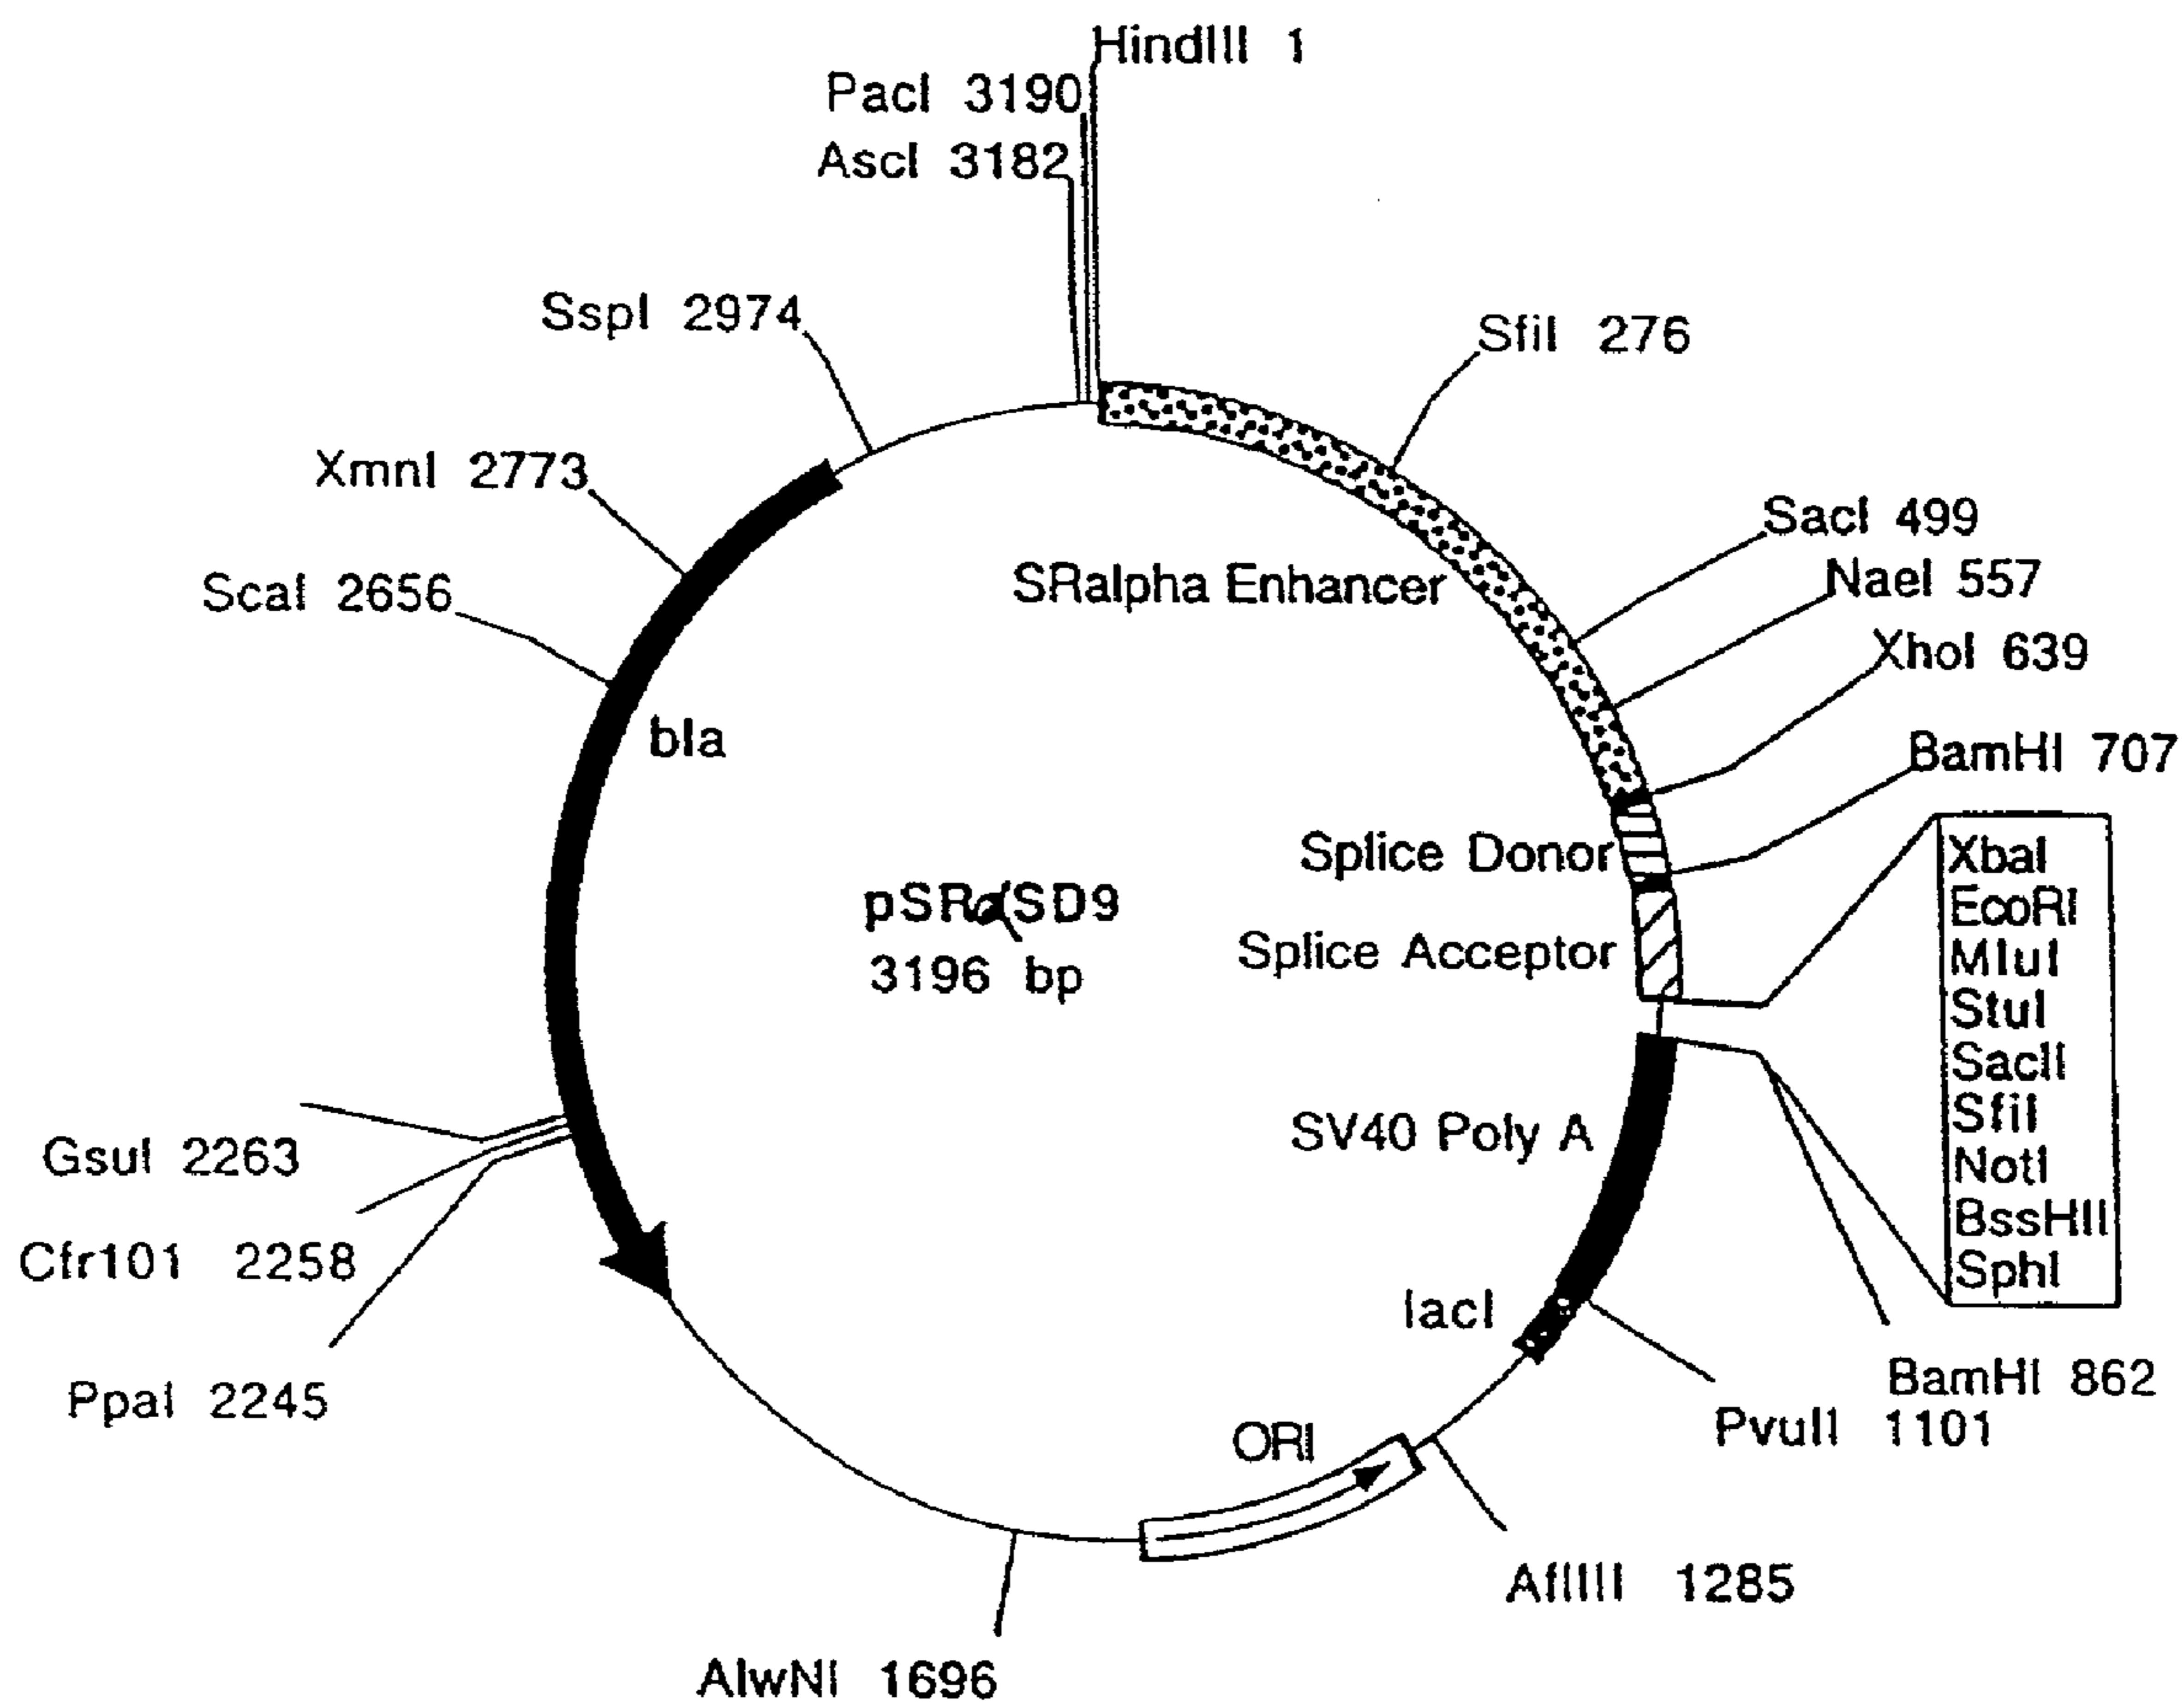 HindIII 1
PacI 3190
AscI 3182
SspI 2974
SfiI 276
XmnI 2773
SacI 499
ScaI 2656
SRalpha Enhancer
NaeI 557
XhoI 639
bla
BamHI 707
Splice Donor
XbaI
EcoRI
MluI
StuI
SacII
SfiI
NotI
BssHII
SphI
pSRαSD9
3196 bp
Splice Acceptor
SV40 Poly A
GsuI 2263
Cfr101 2258
PpaI 2245
lacI
BamHI 862
PvuII 1101
ORI
AflIII 1285
AlwNI 1696